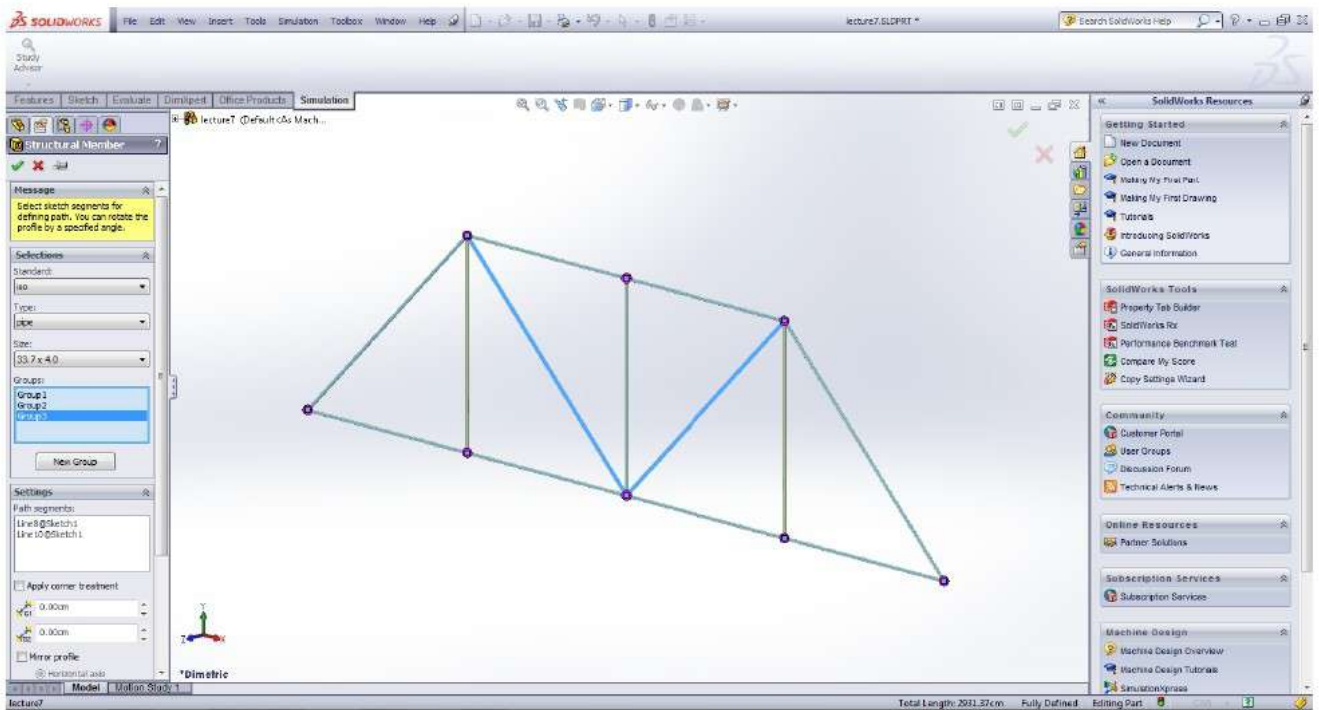 SOLIDWORKS File Edit View Insert Tools Simulation Toolbox Window Help lecture7.SLDPRT * Search SolidWorks Help
Study
Advisor
Features Sketch Evaluate DimXpert Office Products Simulation
lecture7 (Default<As Mach...
Structural Member ?
Message
Select sketch segments for
defining path. You can rotate the
profile by a specified angle.
Selections
Standard:
iso
Type:
pipe
Size:
33.7 x 4.0
Groups:
Group1
Group2
Group3
New Group
Settings
Path segments:
Line8@Sketch1
Line10@Sketch1
Apply corner treatment
0.00cm
0.00cm
Mirror profile
Horizontal axis
Y
Z X
*Dimetric
Model Motion Study 1
lecture7 Total Length: 2931.37cm Fully Defined Editing Part
SolidWorks Resources
Getting Started
New Document
Open a Document
Making My First Part
Making My First Drawing
Tutorials
Introducing SolidWorks
General Information
SolidWorks Tools
Property Tab Builder
SolidWorks Rx
Performance Benchmark Test
Compare My Score
Copy Settings Wizard
Community
Customer Portal
User Groups
Discussion Forum
Technical Alerts & News
Online Resources
Partner Solutions
Subscription Services
Subscription Services
Machine Design
Machine Design Overview
Machine Design Tutorials
SimulationXpress